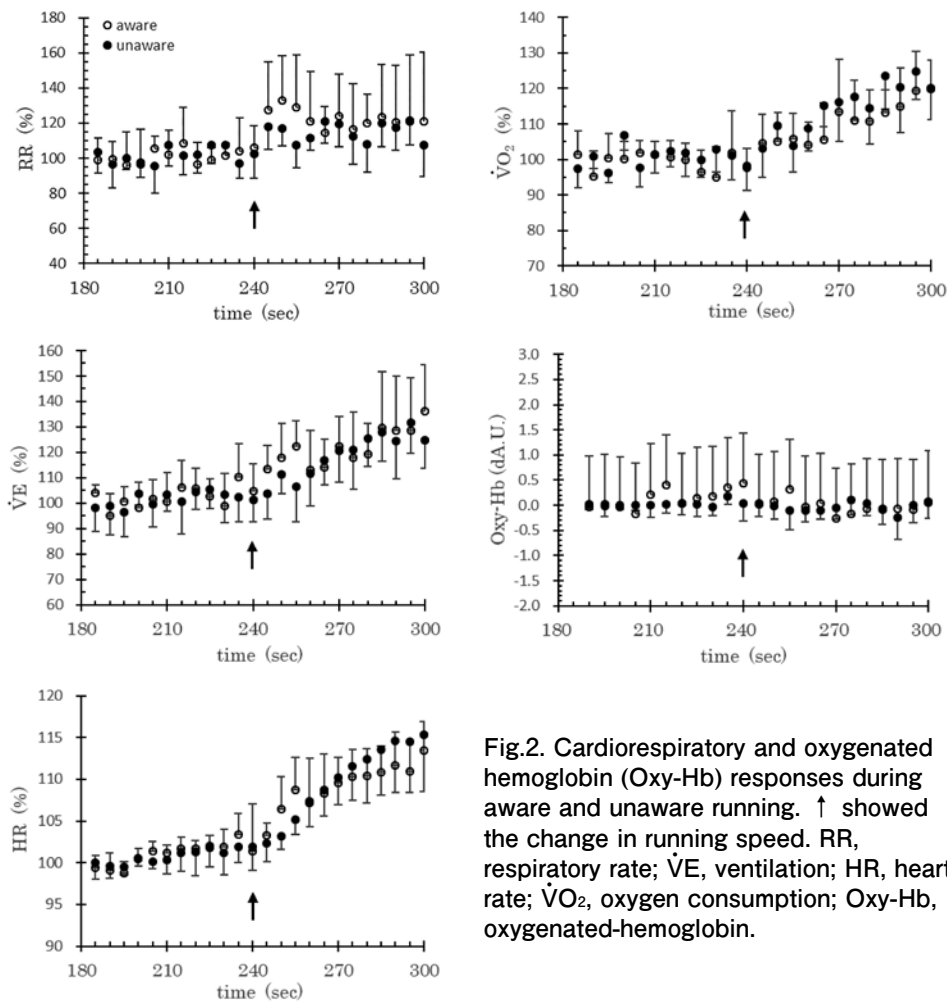 180
160
140
120
100
80
60
40
RR (%)
aware
unaware
180 210 240 270 300
time (sec)
140
130
120
110
100
90
80
70
V̇O₂ (%)
180 210 240 270 300
time (sec)
160
150
140
130
120
110
100
90
80
70
60
V̇E (%)
180 210 240 270 300
time (sec)
3.0
2.5
2.0
1.5
1.0
0.5
0.0
-0.5
-1.0
-1.5
-2.0
Oxy-Hb (dA.U.)
180 210 240 270 300
time (sec)
120
115
110
105
100
95
90
HR (%)
180 210 240 270 300
time (sec)
Fig.2. Cardiorespiratory and oxygenated
hemoglobin (Oxy-Hb) responses during
aware and unaware running. ↑ showed
the change in running speed. RR,
respiratory rate; V̇E, ventilation; HR, heart
rate; V̇O₂, oxygen consumption; Oxy-Hb,
oxygenated-hemoglobin.